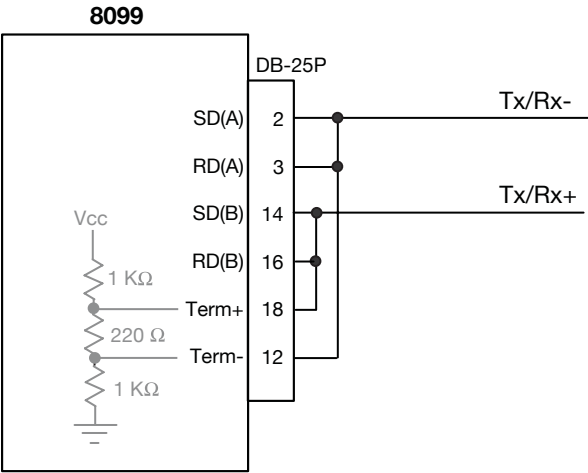 8099
DB-25P
SD(A) 2 Tx/Rx-
RD(A) 3
SD(B) 14 Tx/Rx+
RD(B) 16
Vcc
1 KΩ
Term+ 18
220 Ω
Term- 12
1 KΩ